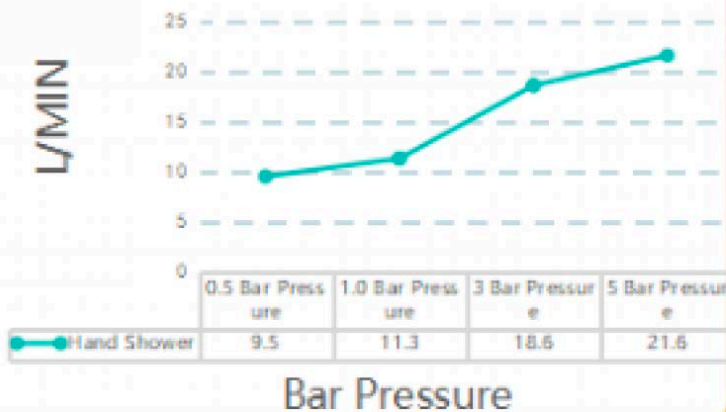 L/MIN
25
20
15
10
5
0
0.5 Bar Press 1.0 Bar Press 3 Bar Pressur 5 Bar Pressur
ure ure e e
Hand Shower 9.5 11.3 18.6 21.6
Bar Pressure